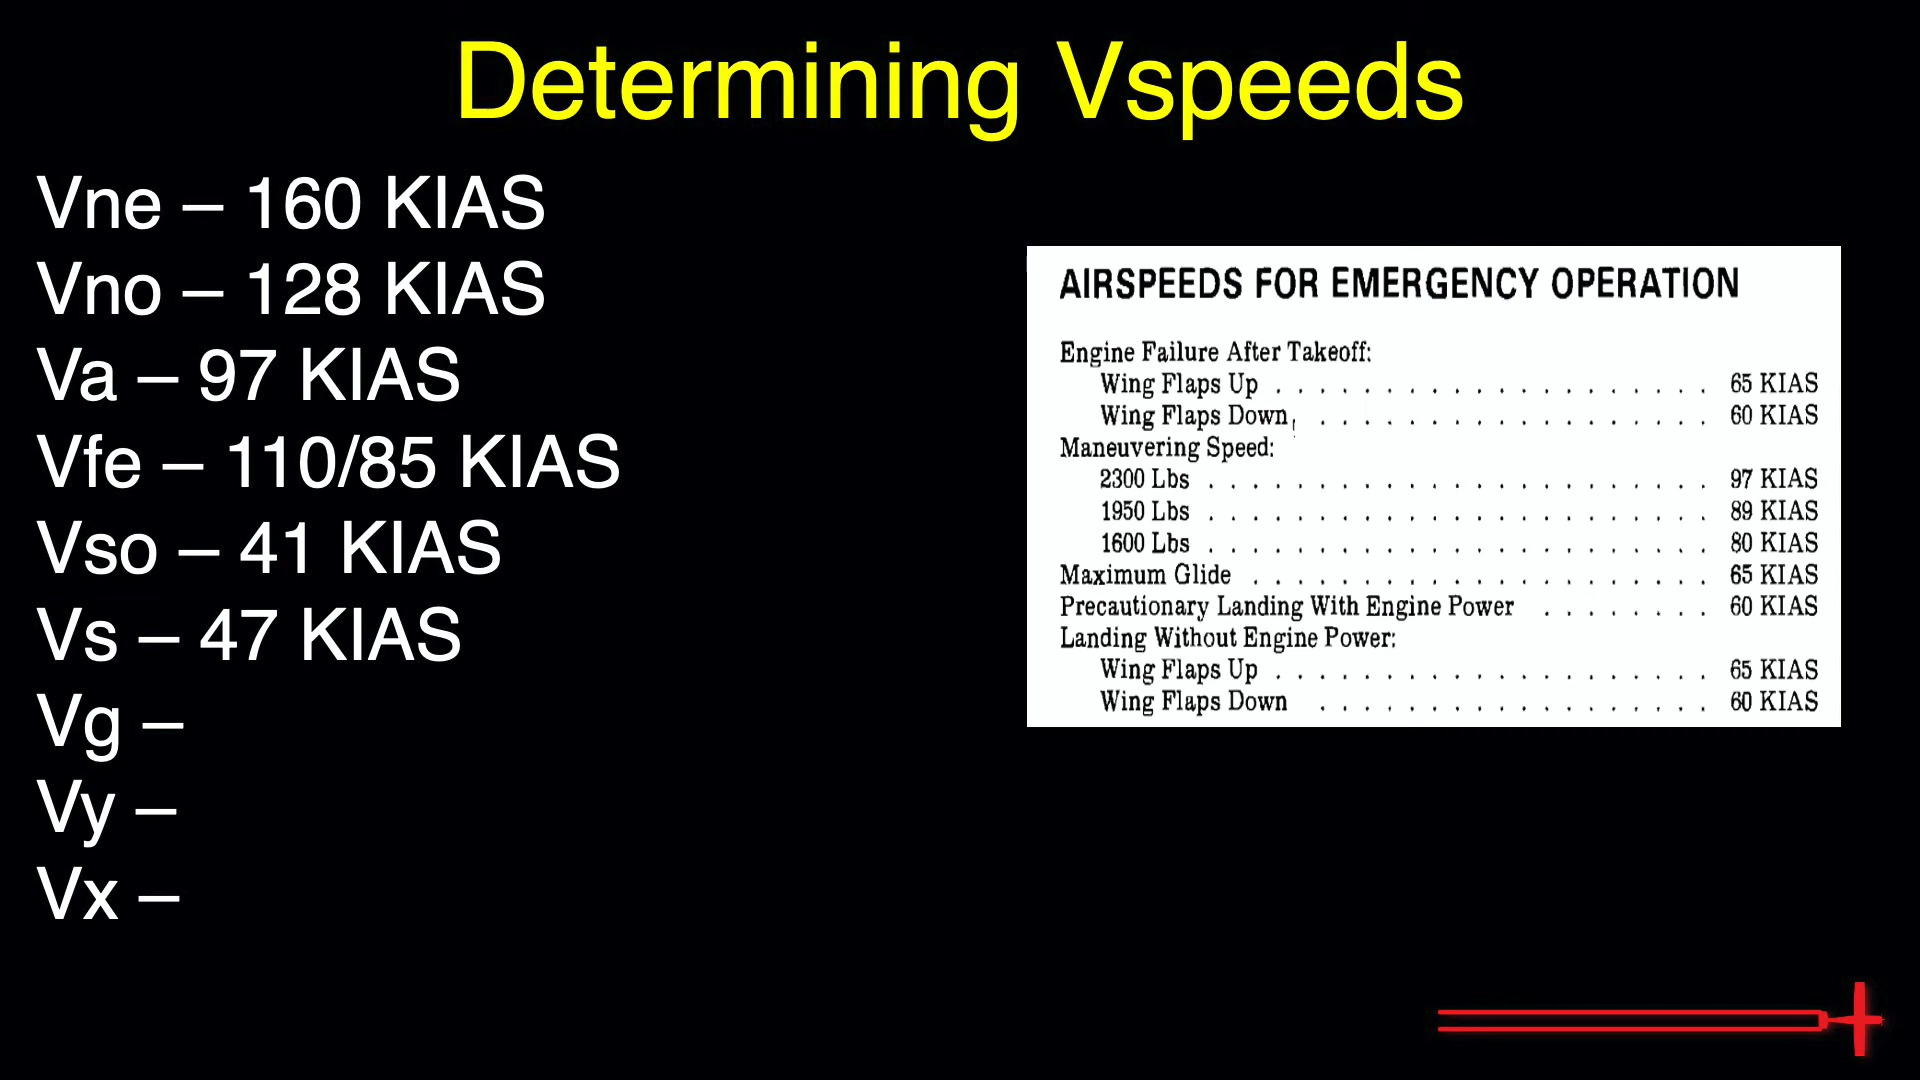 Determining Vspeeds
Vne – 160 KIAS
Vno – 128 KIAS
Va – 97 KIAS
Vfe – 110/85 KIAS
Vso – 41 KIAS
Vs – 47 KIAS
Vg –
Vy –
Vx –
AIRSPEEDS FOR EMERGENCY OPERATION
Engine Failure After Takeoff:
Wing Flaps Up . . . . . . . . . . . . . . . . . . . . 65 KIAS
Wing Flaps Down . . . . . . . . . . . . . . . . . . 60 KIAS
Maneuvering Speed:
2300 Lbs . . . . . . . . . . . . . . . . . . . . . . . 97 KIAS
1950 Lbs . . . . . . . . . . . . . . . . . . . . . . . 89 KIAS
1600 Lbs . . . . . . . . . . . . . . . . . . . . . . . 80 KIAS
Maximum Glide . . . . . . . . . . . . . . . . . . . . . 65 KIAS
Precautionary Landing With Engine Power . . . . . . . . 60 KIAS
Landing Without Engine Power:
Wing Flaps Up . . . . . . . . . . . . . . . . . . . . 65 KIAS
Wing Flaps Down . . . . . . . . . . . . . . . . . . 60 KIAS